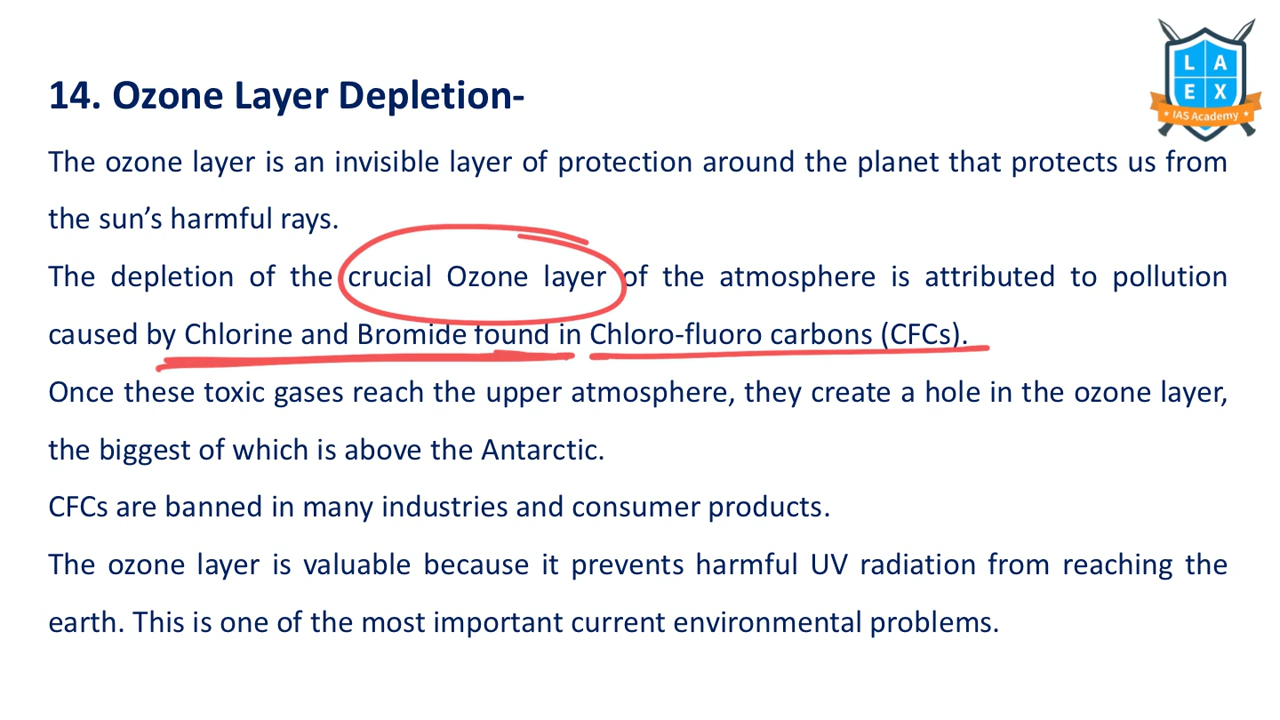 14. Ozone Layer Depletion-
The ozone layer is an invisible layer of protection around the planet that protects us from
the sun’s harmful rays.
The depletion of the crucial Ozone layer of the atmosphere is attributed to pollution
caused by Chlorine and Bromide found in Chloro-fluoro carbons (CFCs).
Once these toxic gases reach the upper atmosphere, they create a hole in the ozone layer,
the biggest of which is above the Antarctic.
CFCs are banned in many industries and consumer products.
The ozone layer is valuable because it prevents harmful UV radiation from reaching the
earth. This is one of the most important current environmental problems.
L A
E X
IAS Academy